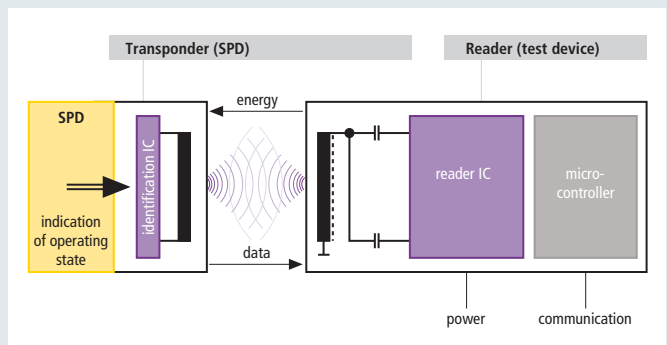 Transponder (SPD)
Reader (test device)
energy
SPD
identification IC
reader IC
micro-
controller
indication
of operating
state
data
power
communication